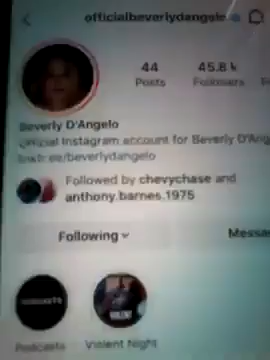 officialbeverlydangelo
44 45.8 k
Posts Followers F
Beverly D'Angelo
Official Instagram account for Beverly D'Ang
linktr.ee/beverlydangelo
Followed by chevychase and
anthony.barnes.1975
Following Messa
Podcasts Violent Night